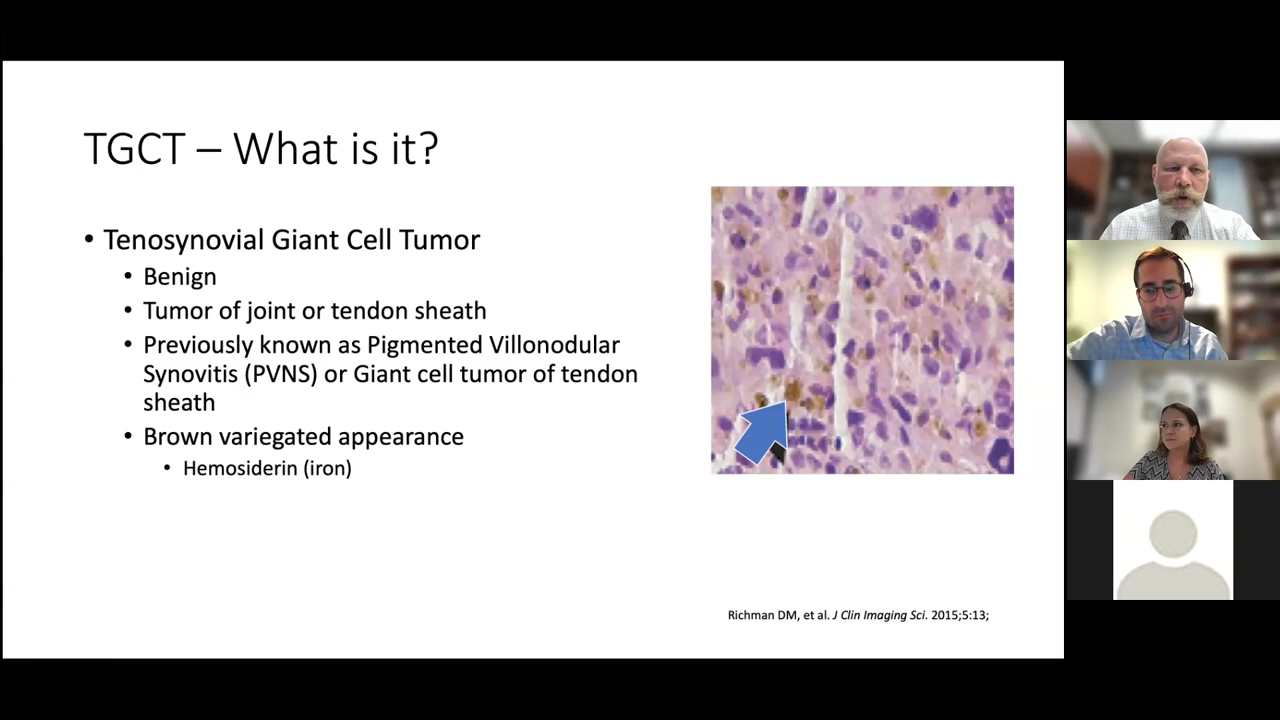 TGCT – What is it?
• Tenosynovial Giant Cell Tumor
• Benign
• Tumor of joint or tendon sheath
• Previously known as Pigmented Villonodular
Synovitis (PVNS) or Giant cell tumor of tendon
sheath
• Brown variegated appearance
• Hemosiderin (iron)
Richman DM, et al. J Clin Imaging Sci. 2015;5:13;